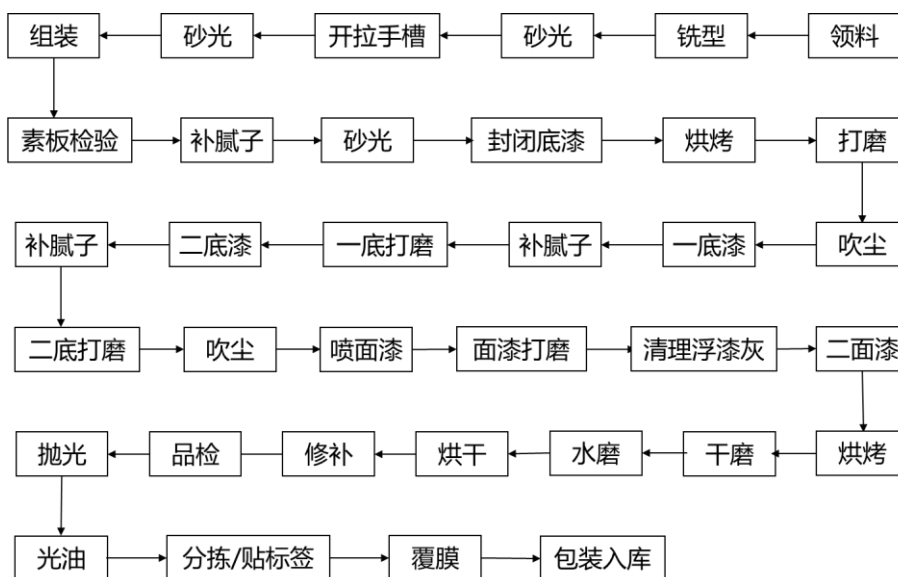 组装 砂光 开拉手槽 砂光 铣型 领料
素板检验 补腻子 砂光 封闭底漆 烘烤 打磨
补腻子 二底漆 一底打磨 补腻子 一底漆 吹尘
二底打磨 吹尘 喷面漆 面漆打磨 清理浮漆灰 二面漆
抛光 品检 修补 烘干 水磨 干磨 烘烤
光油 分拣/贴标签 覆膜 包装入库